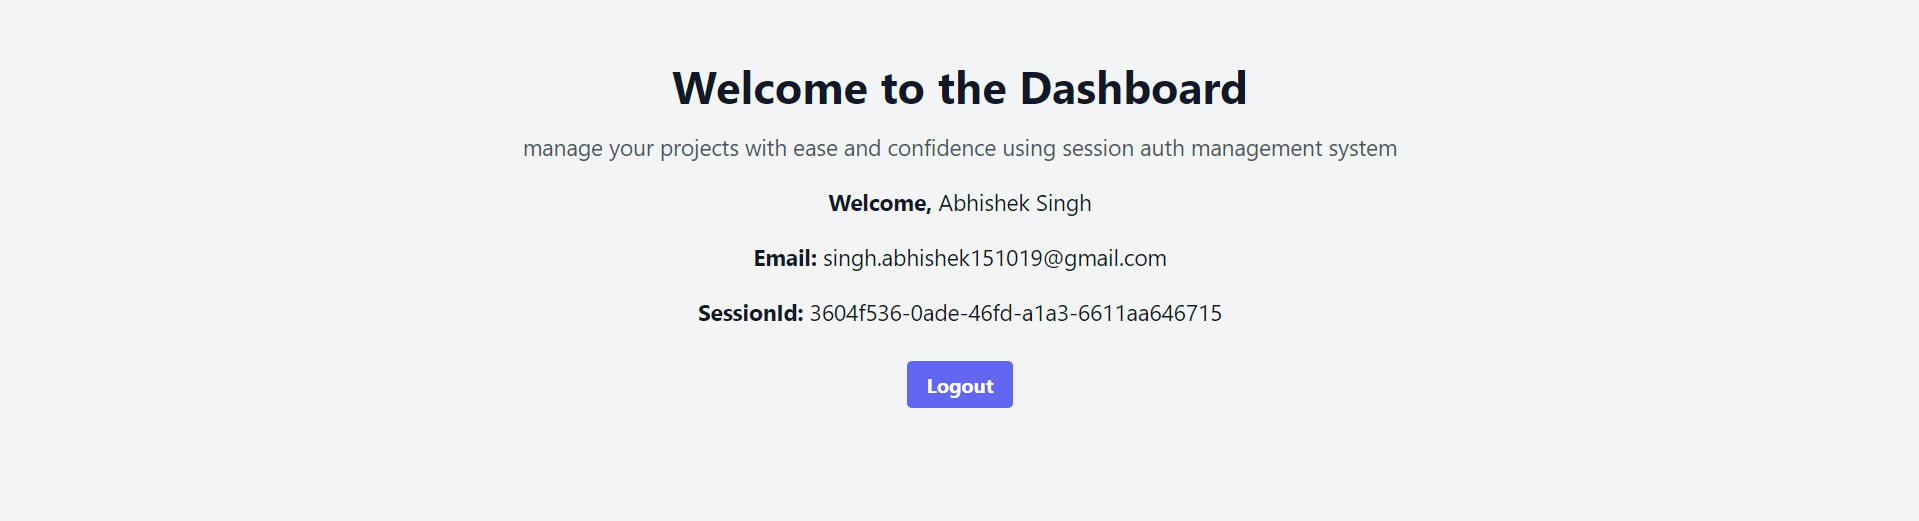 Welcome to the Dashboard
manage your projects with ease and confidence using session auth management system
Welcome, Abhishek Singh
Email: singh.abhishek151019@gmail.com
SessionId: 3604f536-0ade-46fd-a1a3-6611aa646715
Logout